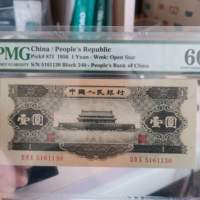 PMG
China / People's Republic
Pick# 871 1956 1 Yuan - Wmk: Open Star
S/N 5161130 Block 240 - People's Bank of China
66
中國人民銀行
壹圓
壹圓
5161130